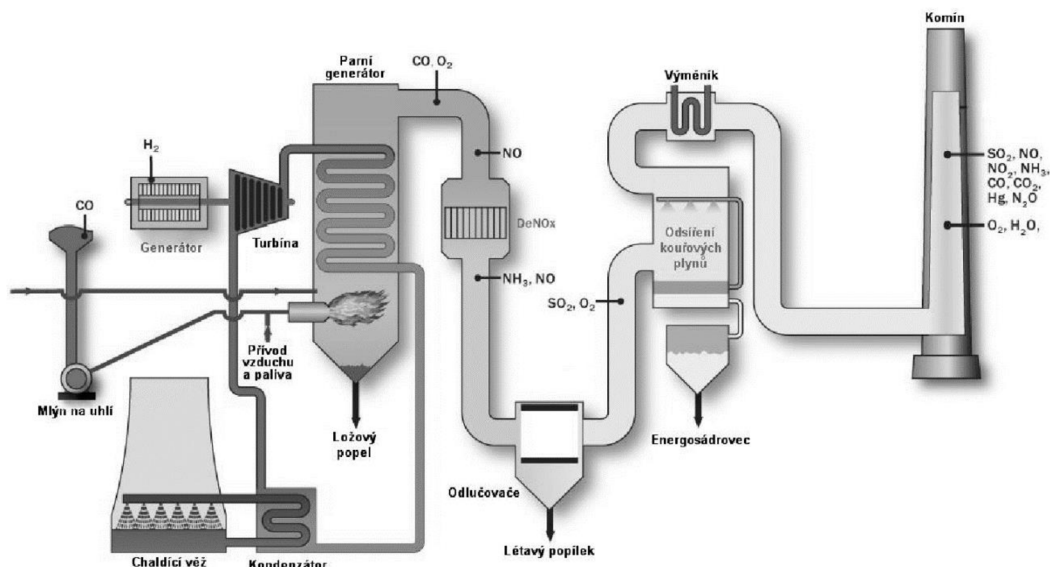 Komín
Parní
generátor
CO, O₂
Výměník
H₂
NO
SO₂, NO,
NO₂, NH₃,
CO, CO₂,
Hg, N₂O
CO
DeNOx
Generátor
Turbína
Odsíření
kouřových
plynů
O₂, H₂O,
NH₃, NO
SO₂, O₂
Přívod
vzduchu
a paliva
Mlýn na uhlí
Ložový
popel
Energosádrovec
Odlučovače
Létavý popílek
Chaldící věž
Kondenzátor